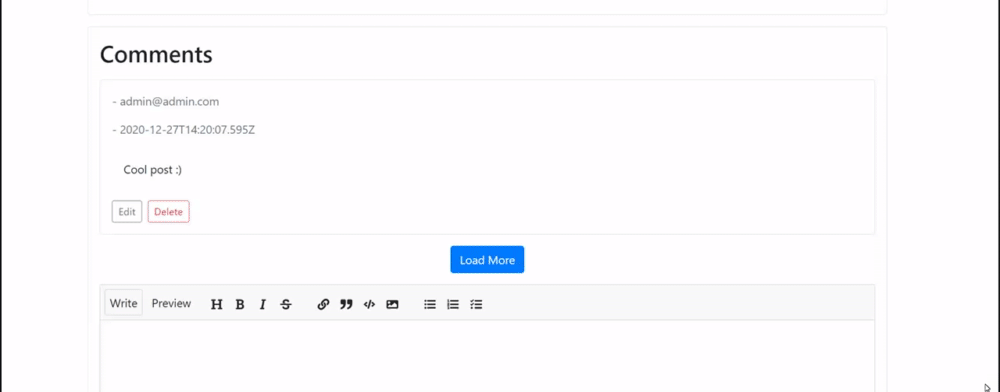 Comments
- admin@admin.com
- 2020-12-27T14:20:07.595Z
Cool post :)
Edit Delete
Load More
Write Preview H B I S